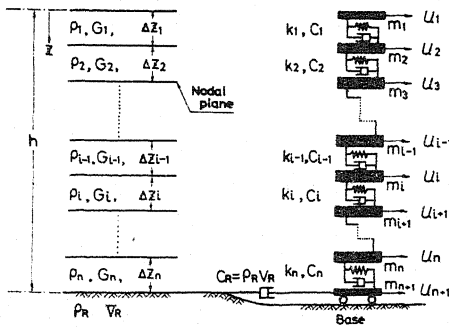 ρ1, G1, Δz1
z
ρ2, G2, Δz2
Nodal
plane
h
ρi-1, Gi-1, Δzi-1
ρi, Gi, Δzi
ρn, Gn, Δzn
ρR V̄R
CR=ρRVR
k1, C1
m1
U1
k2, C2
m2
U2
m3
U3
ki-1, Ci-1
mi-1
Ui-1
ki, Ci
mi
Ui
mi+1
Ui+1
kn, Cn
mn
Un
mn+1
Un+1
Base